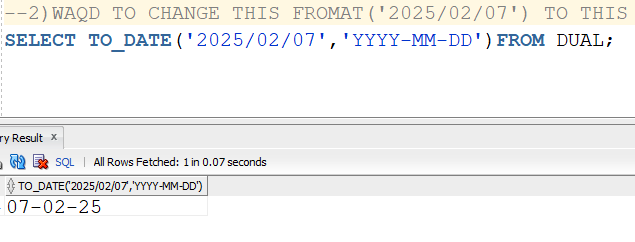 --2)WAQD TO CHANGE THIS FROMAT('2025/02/07') TO THIS
SELECT TO_DATE('2025/02/07','YYYY-MM-DD')FROM DUAL;
ry Result x
SQL | All Rows Fetched: 1 in 0.07 seconds
TO_DATE('2025/02/07','YYYY-MM-DD')
07-02-25